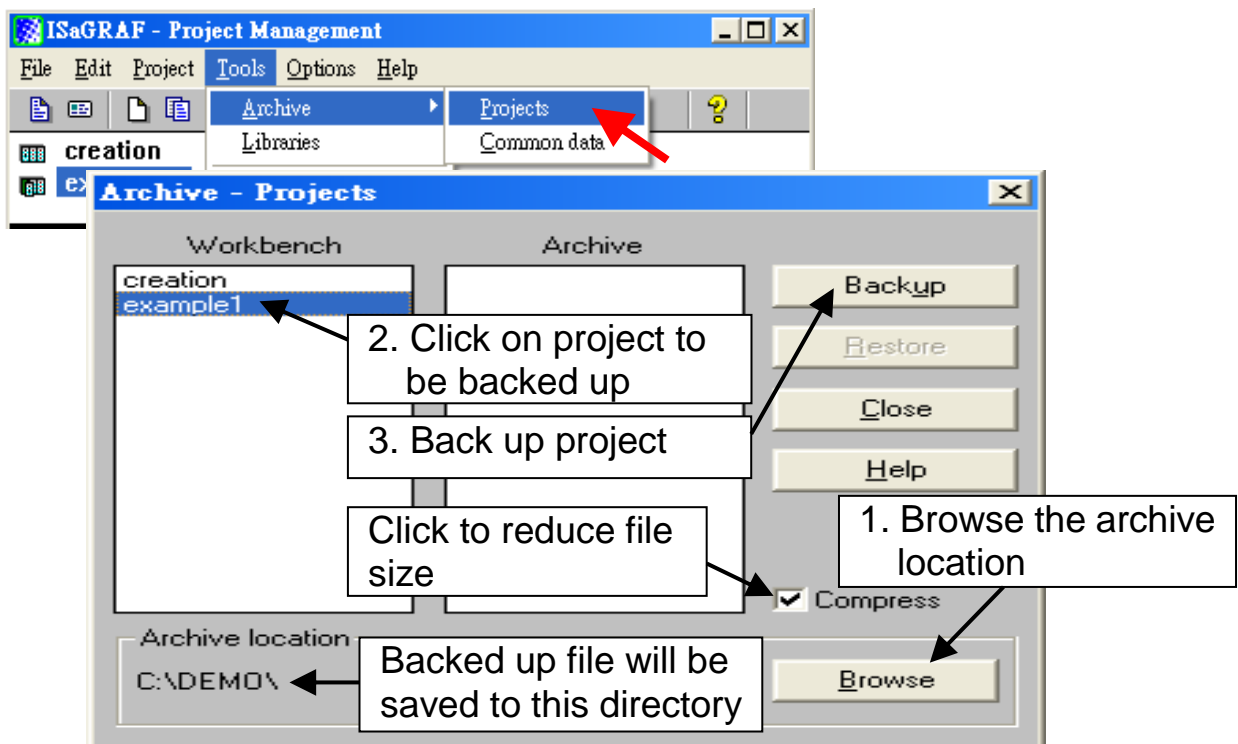 ISaGRAF - Project Management
File Edit Project Tools Options Help
Archive Projects
Libraries Common data
creation
Archive - Projects
Workbench Archive
creation
example1
Backup
2. Click on project to
be backed up
Restore
Close
3. Back up project
Help
Click to reduce file
size
1. Browse the archive
location
Compress
Archive location
C:\DEMO\
Backed up file will be
saved to this directory
Browse